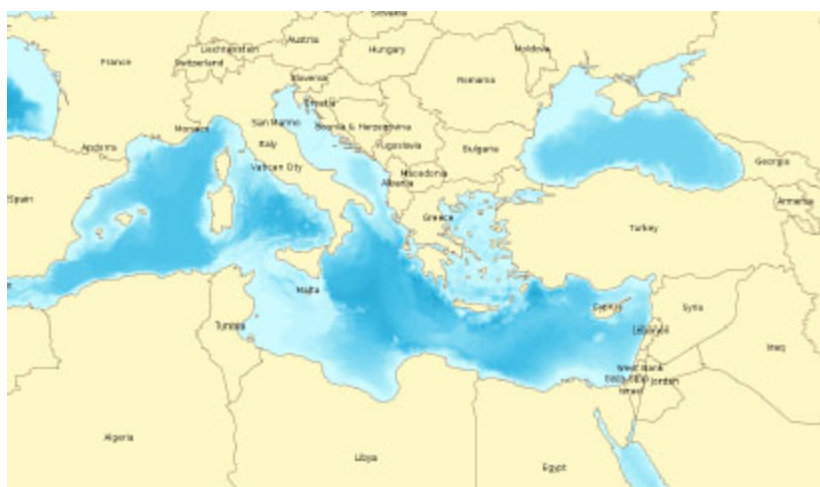 Austria
Liechtenstein
Hungary
Moldova
France
Switzerland
Romania
Slovenia
Croatia
San Marino
Monaco
Bosnia & Herzegovina
Italy
Yugoslavia
Bulgaria
Andorra
Georgia
Vatican City
Macedonia
Albania
Spain
Armenia
Greece
Turkey
Malta
Cyprus
Syria
Tunisia
Lebanon
Iraq
West Bank
Gaza Strip
Jordan
Israel
Algeria
Libya
Egypt